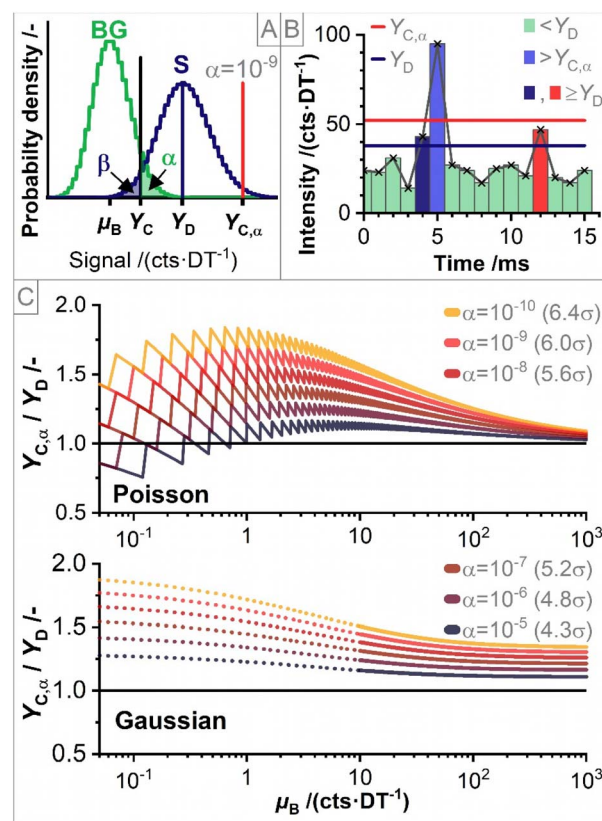 A
BG
S
α=10⁻⁹
β
α
Probability density /-
μB YC YD YC,α
Signal /(cts·DT⁻¹)
B
YC,α
YD
<YD
>YC,α
, ≥YD
Intensity /(cts·DT⁻¹)
100
50
0
0 5 10 15
Time /ms
C
YC,α / YD /-
2.0
1.5
1.0
0.5
α=10⁻¹⁰ (6.4σ)
α=10⁻⁹ (6.0σ)
α=10⁻⁸ (5.6σ)
Poisson
10⁻¹ 1 10 10² 10³
YC,α / YD /-
2.0
1.5
1.0
0.5
α=10⁻⁷ (5.2σ)
α=10⁻⁶ (4.8σ)
α=10⁻⁵ (4.3σ)
Gaussian
10⁻¹ 1 10 10² 10³
μB /(cts·DT⁻¹)